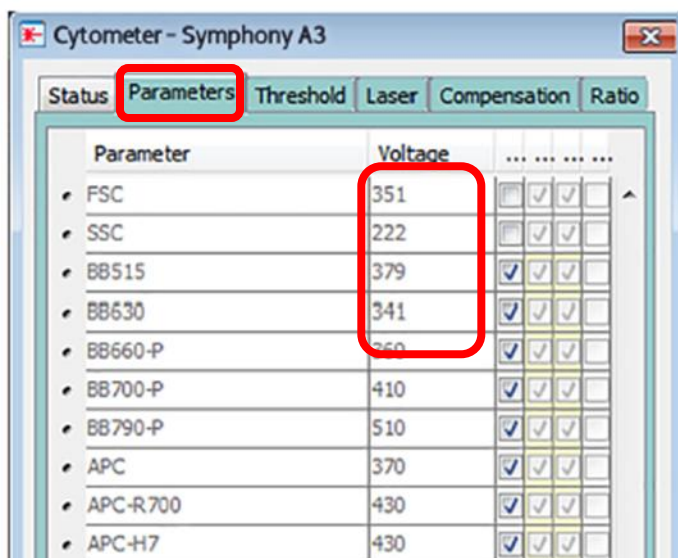 Cytometer - Symphony A3
Status Parameters Threshold Laser Compensation Ratio
Parameter Voltage ... ... ... ...
FSC 351
SSC 222
BB515 379
BB630 341
BB660-P
BB700-P 410
BB790-P 510
APC 370
APC-R700 430
APC-H7 430